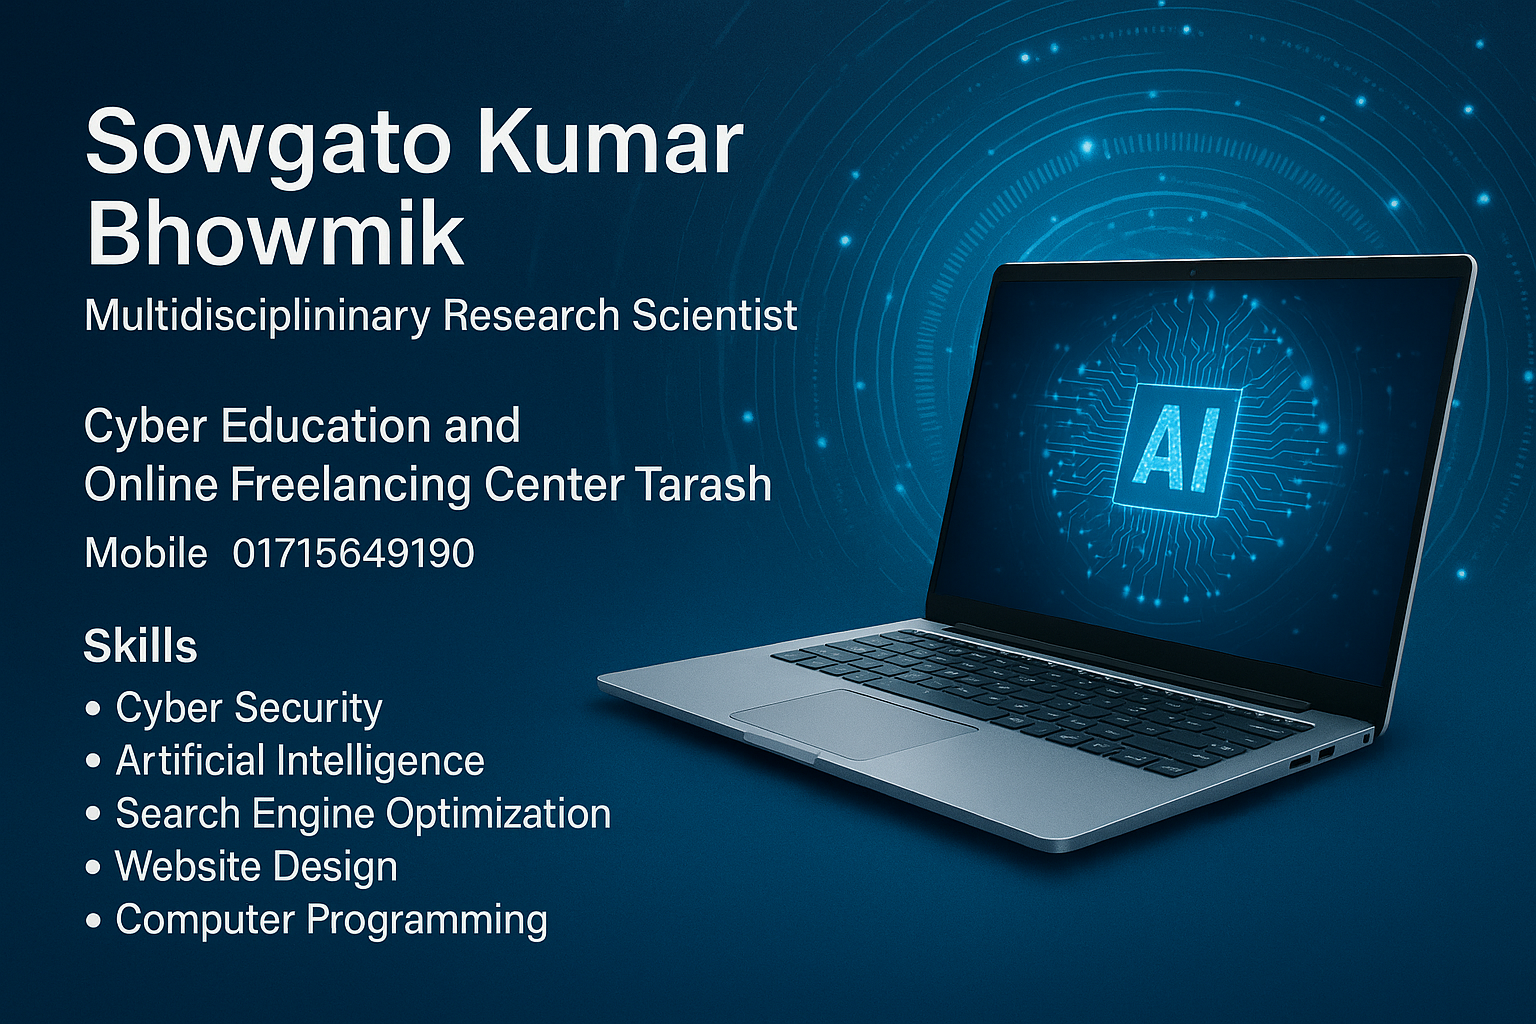 Sowgato Kumar
Bhowmik
Multidisciplininary Research Scientist
Cyber Education and
Online Freelancing Center Tarash
Mobile 01715649190
Skills
• Cyber Security
• Artificial Intelligence
• Search Engine Optimization
• Website Design
• Computer Programming
AI